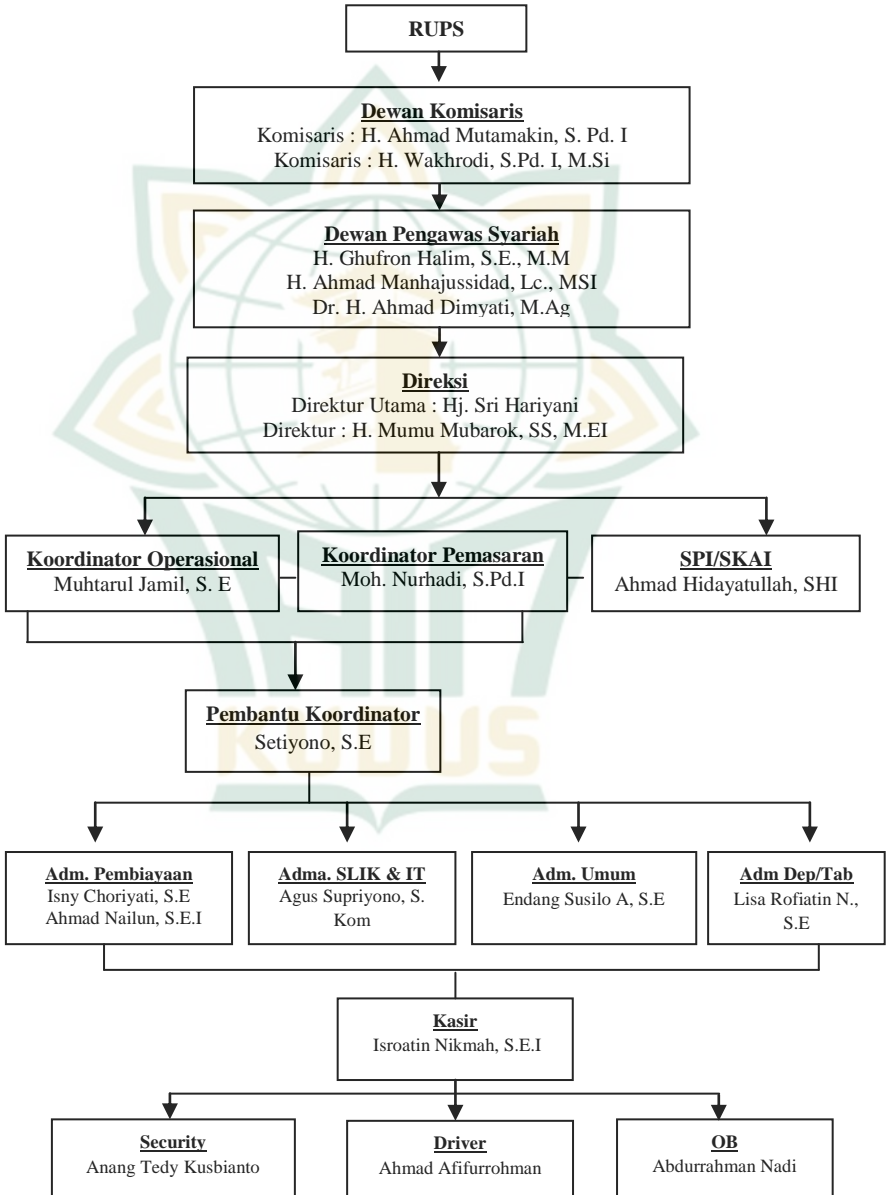 RUPS
Dewan Komisaris
Komisaris : H. Ahmad Mutamakin, S. Pd. I
Komisaris : H. Wakhrodi, S.Pd. I, M.Si
Dewan Pengawas Syariah
H. Ghufron Halim, S.E., M.M
H. Ahmad Manhajussidad, Lc., MSI
Dr. H. Ahmad Dimyati, M.Ag
Direksi
Direktur Utama : Hj. Sri Hariyani
Direktur : H. Mumu Mubarok, SS, M.EI
Koordinator Operasional
Muhtarul Jamil, S. E
Koordinator Pemasaran
Moh. Nurhadi, S.Pd.I
SPI/SKAI
Ahmad Hidayatullah, SHI
Pembantu Koordinator
Setiyono, S.E
KUDUS
Adm. Pembiayaan
Isny Choriyati, S.E
Ahmad Nailun, S.E.I
Adma. SLIK & IT
Agus Supriyono, S.
Kom
Adm. Umum
Endang Susilo A, S.E
Adm Dep/Tab
Lisa Rofiatin N.,
S.E
Kasir
Isroatin Nikmah, S.E.I
Security
Anang Tedy Kusbianto
Driver
Ahmad Afifurrohman
OB
Abdurrahman Nadi